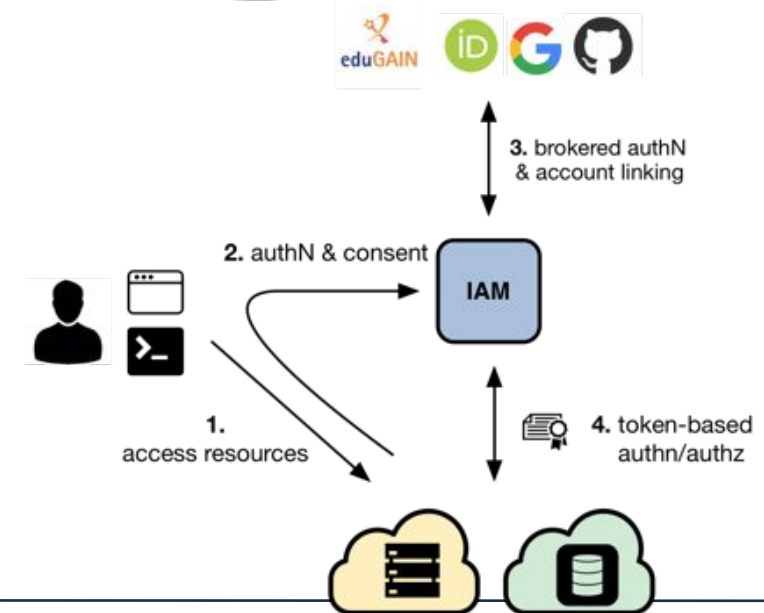 eduGAIN
iD
3. brokered authN
& account linking
2. authN & consent
IAM
1.
access resources
4. token-based
authn/authz